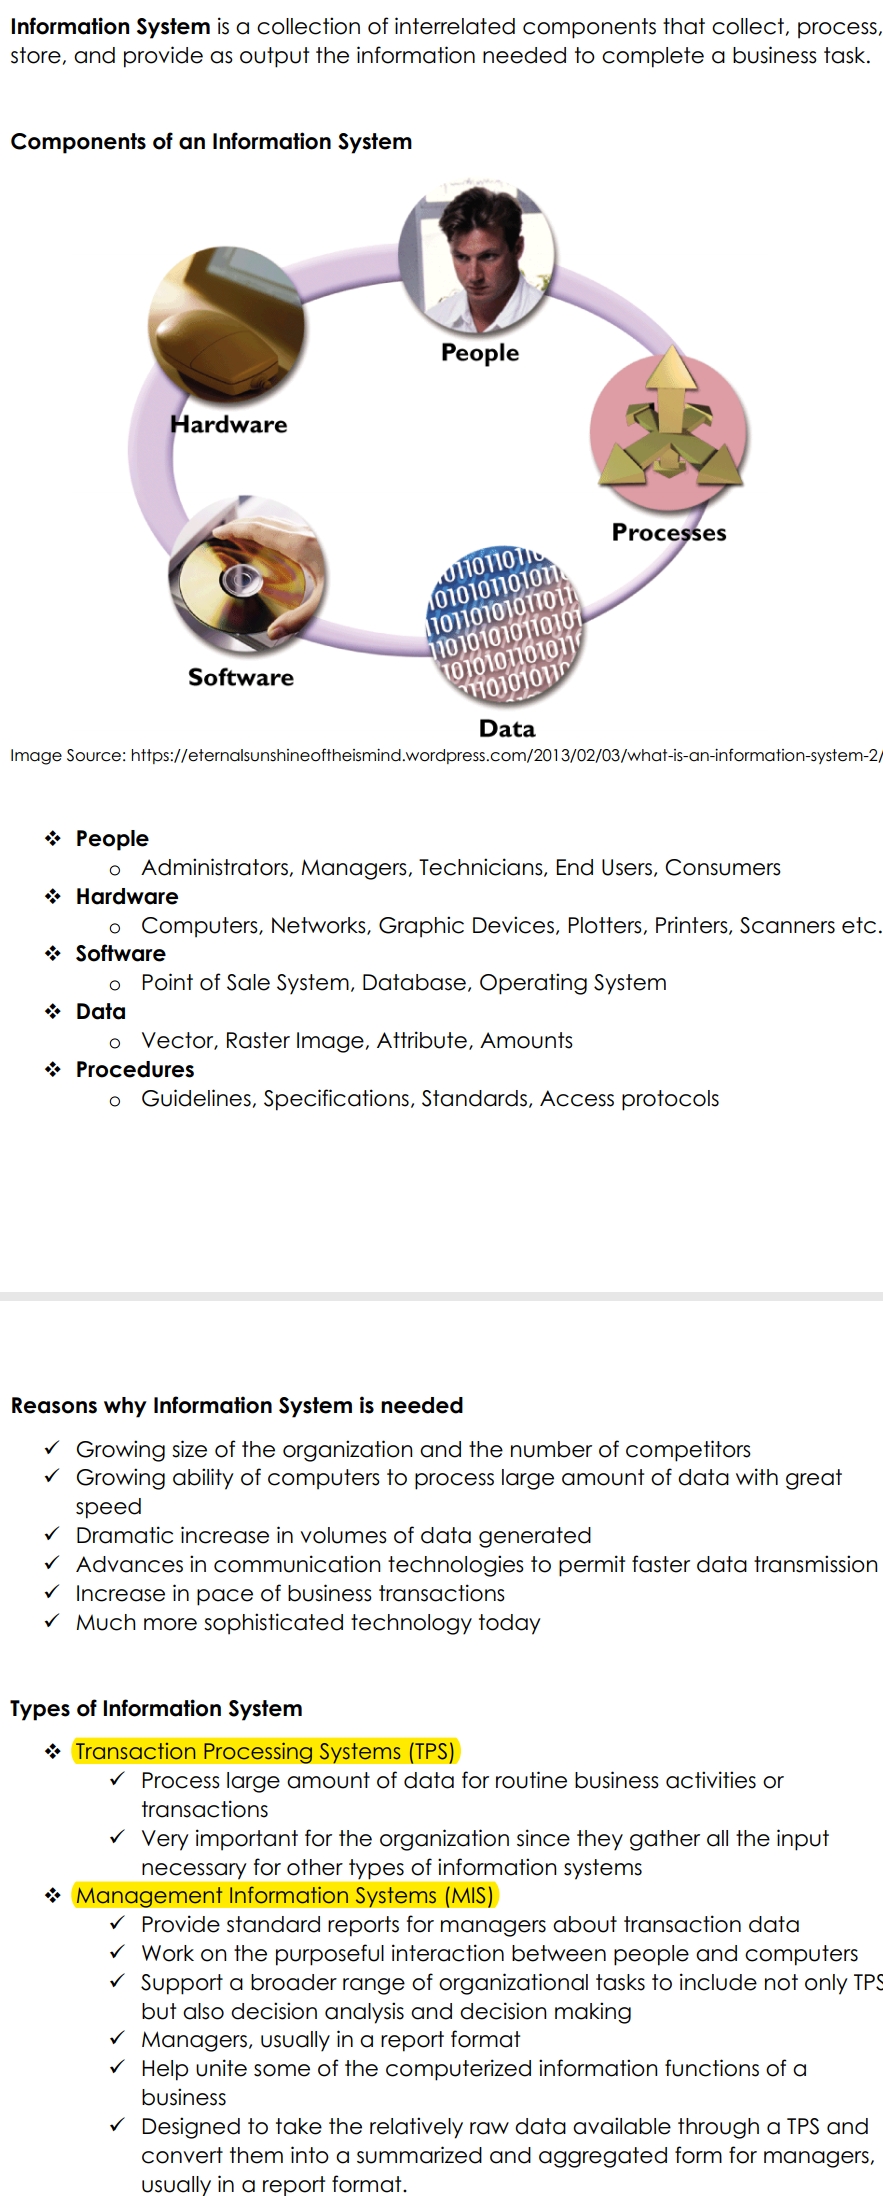 Information System is a collection of interrelated components that collect, process,
store, and provide as output the information needed to complete a business task.
Components of an Information System
People
Hardware
Processes
Software
Data
Image Source: https://eternalsunshineoftheismind.wordpress.com/2013/02/03/what-is-an-information-system-2/
❖ People
o Administrators, Managers, Technicians, End Users, Consumers
❖ Hardware
o Computers, Networks, Graphic Devices, Plotters, Printers, Scanners etc.
❖ Software
o Point of Sale System, Database, Operating System
❖ Data
o Vector, Raster Image, Attribute, Amounts
❖ Procedures
o Guidelines, Specifications, Standards, Access protocols
Reasons why Information System is needed
✓ Growing size of the organization and the number of competitors
✓ Growing ability of computers to process large amount of data with great
speed
✓ Dramatic increase in volumes of data generated
✓ Advances in communication technologies to permit faster data transmission
✓ Increase in pace of business transactions
✓ Much more sophisticated technology today
Types of Information System
❖ Transaction Processing Systems (TPS)
✓ Process large amount of data for routine business activities or
transactions
✓ Very important for the organization since they gather all the input
necessary for other types of information systems
❖ Management Information Systems (MIS)
✓ Provide standard reports for managers about transaction data
✓ Work on the purposeful interaction between people and computers
✓ Support a broader range of organizational tasks to include not only TPS
but also decision analysis and decision making
✓ Managers, usually in a report format
✓ Help unite some of the computerized information functions of a
business
✓ Designed to take the relatively raw data available through a TPS and
convert them into a summarized and aggregated form for managers,
usually in a report format.